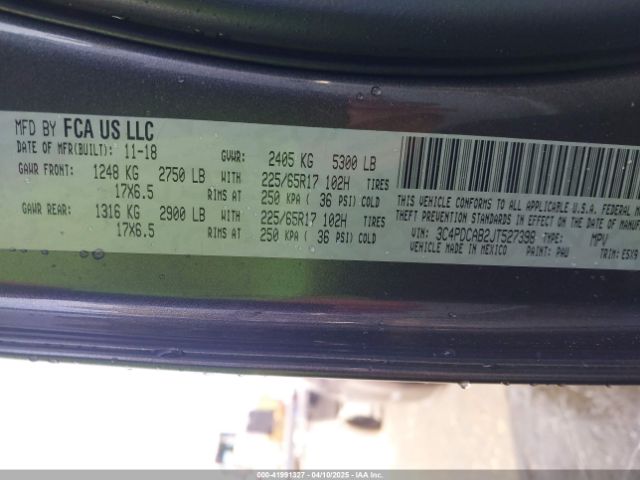 MFD BY FCA US LLC
DATE OF MFR(BUILT): 11-18 GVWR: 2405 KG 5300 LB
GAWR FRONT: 1248 KG 2750 LB WITH 225/65R17 102H TIRES
17X6.5 RIMS AT 250 KPA ( 36 PSI) COLD
GAWR REAR: 1316 KG 2900 LB WITH 225/65R17 102H TIRES
17X6.5 RIMS AT 250 KPA ( 36 PSI) COLD
THIS VEHICLE CONFORMS TO ALL APPLICABLE U.S.A. FEDERAL
THEFT PREVENTION STANDARDS IN EFFECT ON THE DATE OF
VIN: 3C4PDCAB2JT527398 TYPE: MPV
VEHICLE MADE IN MEXICO PAINT: PAU TRIM: E5X9
000-41991327 - 04/10/2025 - IAA Inc.